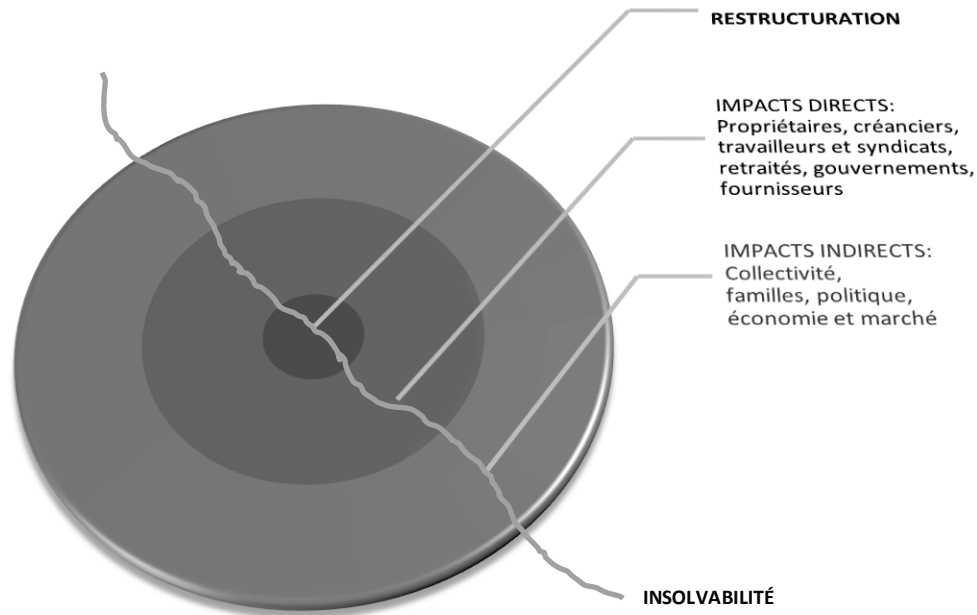 RESTRUCTURATION
IMPACTS DIRECTS:
Propriétaires, créanciers,
travailleurs et syndicats,
retraités, gouvernements,
fournisseurs
IMPACTS INDIRECTS:
Collectivité,
familles, politique,
économie et marché
INSOLVABILITÉ